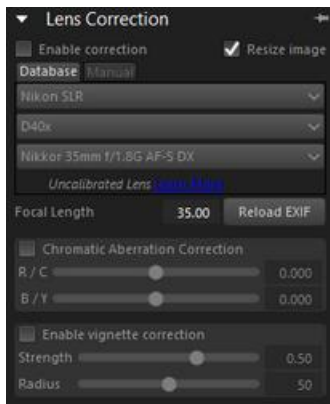 Lens Correction
Enable correction
Resize image
Database Manual
Nikon SLR
D40x
Nikkor 35mm f/1.8G AF-S DX
Uncalibrated Lens Learn More
Focal Length 35.00 Reload EXIF
Chromatic Aberration Correction
R / C 0.000
B / Y 0.000
Enable vignette correction
Strength 0.50
Radius 50